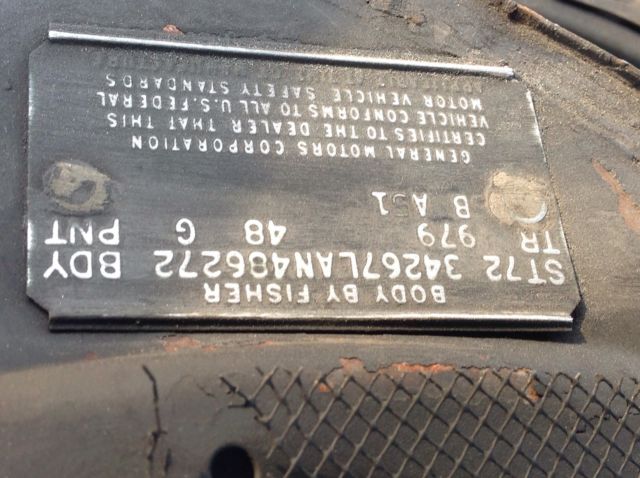 BODY BY FISHER
ST72 34267LAN486272 BDY
TR 979 48 G PNT
B A51
GENERAL MOTORS CORPORATION
CERTIFIES TO THE DEALER THAT THIS
VEHICLE CONFORMS TO ALL U.S. FEDERAL
MOTOR VEHICLE SAFETY STANDARDS